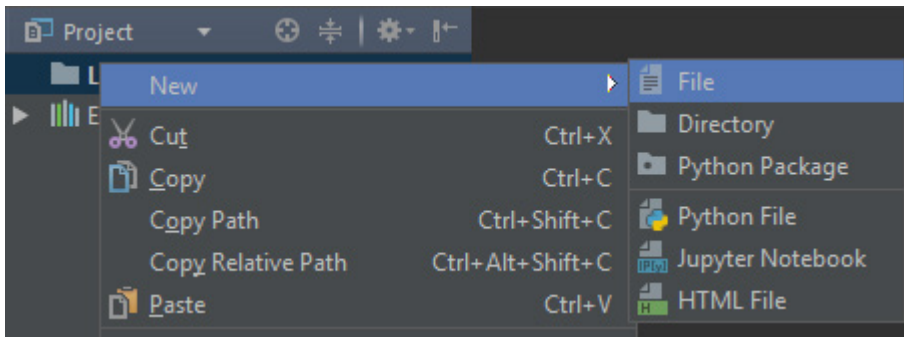 Project
L
New
File
E
Cut Ctrl+X
Directory
Copy Ctrl+C
Python Package
Copy Path Ctrl+Shift+C
Python File
Copy Relative Path Ctrl+Alt+Shift+C
Jupyter Notebook
Paste Ctrl+V
HTML File